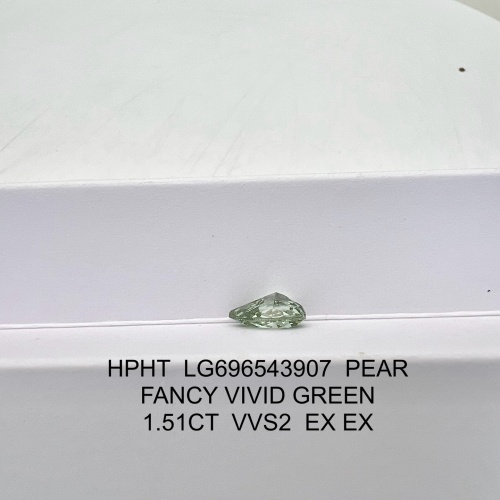 HPHT LG696543907 PEAR
FANCY VIVID GREEN
1.51CT VVS2 EX EX